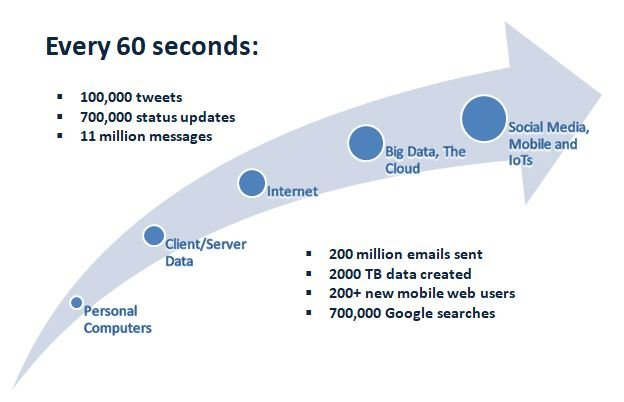 Every 60 seconds:
▪ 100,000 tweets
▪ 700,000 status updates
▪ 11 million messages
Social Media,
Mobile and
IoTs
Big Data, The
Cloud
Internet
Client/Server
Data
Personal
Computers
▪ 200 million emails sent
▪ 2000 TB data created
▪ 200+ new mobile web users
▪ 700,000 Google searches